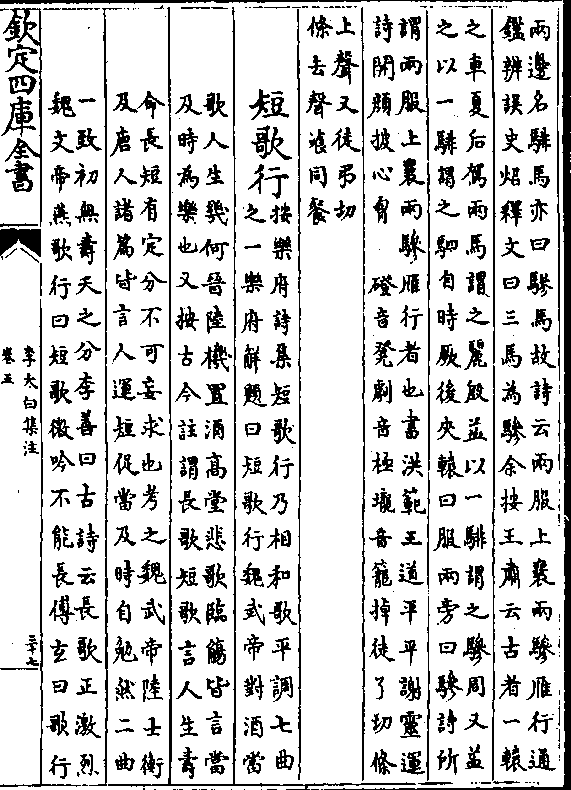 兩邊名騑馬亦曰驂馬故詩云兩服上襄兩驂雁行通
鑑辨誤史炤釋文曰三馬為驂余按王肅云古者一轅
之車夏后駕兩馬謂之麗殷益以一騑謂之驂周又益
之以一騑謂之駟自時厥後夾轅曰服兩旁曰驂詩所
謂兩服上襄兩驂雁行者也書洪範王道平平謝靈運
詩開顏披心胷 磴音凳劇音極壠音籠掉徒了切條
上聲又徒弔切
條去聲湌同餐
短歌行
按樂府詩集短歌行乃相和歌平調七曲
之一樂府解題曰短歌行魏武帝對酒當
歌人生幾何晉陸機置酒高堂悲歌臨觴皆言當
及時為樂也又按古今註謂長歌短歌言人生壽
命長短有定分不可妄求也考之魏武帝陸士衡
及唐人諸篇皆言人運短促當及時自勉然二曲
一致初無壽夭之分李善曰古詩云長歌正激烈
魏文帝燕歌行曰短歌微吟不能長傅玄曰歌行
欽定四庫全書
李太白集注
卷五
三十七